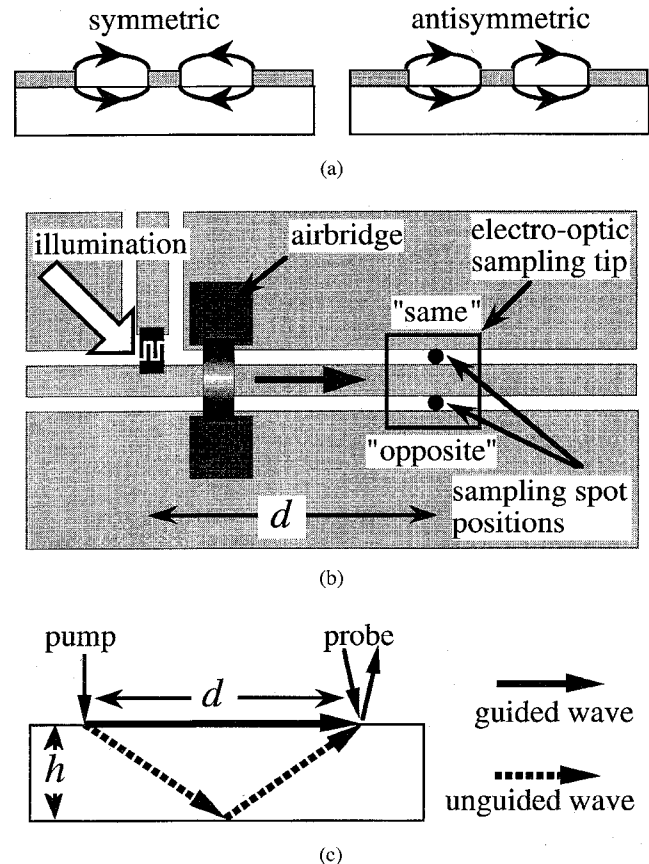 symmetric
antisymmetric
(a)
illumination
airbridge
electro-optic
sampling tip
"same"
"opposite"
d
sampling spot
positions
(b)
pump
probe
d
h
guided wave
unguided wave
(c)